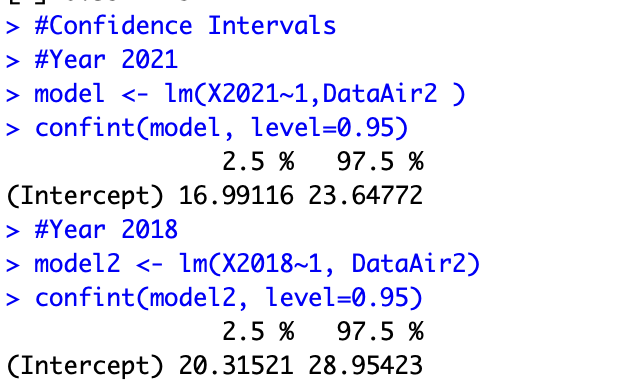 > #Confidence Intervals
> #Year 2021
> model <- lm(X2021~1,DataAir2 )
> confint(model, level=0.95)
2.5 % 97.5 %
(Intercept) 16.99116 23.64772
> #Year 2018
> model2 <- lm(X2018~1, DataAir2)
> confint(model2, level=0.95)
2.5 % 97.5 %
(Intercept) 20.31521 28.95423